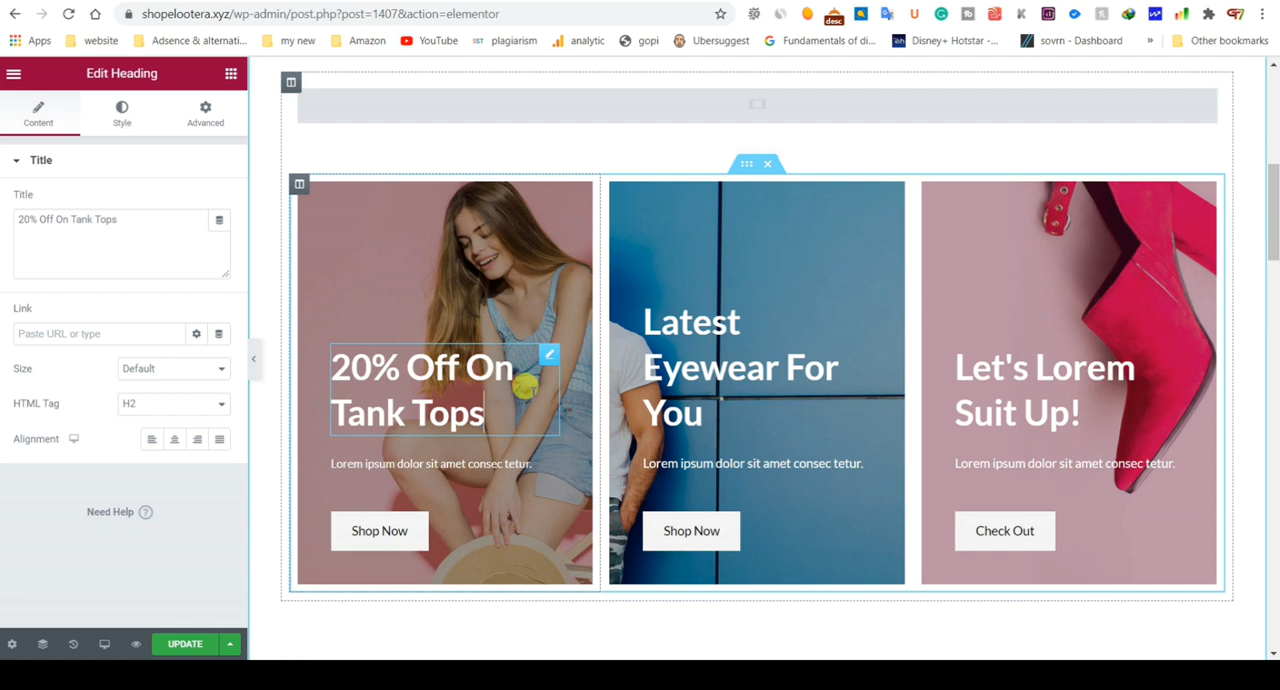 shopelootera.xyz/wp-admin/post.php?post=1407&action=elementor
desc
Apps
website
Adsence & alternati...
my new
Amazon
YouTube
SST
plagiarism
analytic
gopi
Ubersuggest
Fundamentals of di...
Disney+ Hotstar -...
sovrn - Dashboard
»
Other bookmarks
Edit Heading
Content
Style
Advanced
Title
Title
20% Off On Tank Tops
Link
Paste URL or type
Size
Default
HTML Tag
H2
Alignment
Need Help ?
UPDATE
20% Off On
Tank Tops
Lorem ipsum dolor sit amet consec tetur.
Shop Now
Latest
Eyewear For
You
Lorem ipsum dolor sit amet consec tetur.
Shop Now
Let's Lorem
Suit Up!
Lorem ipsum dolor sit amet consec tetur.
Check Out